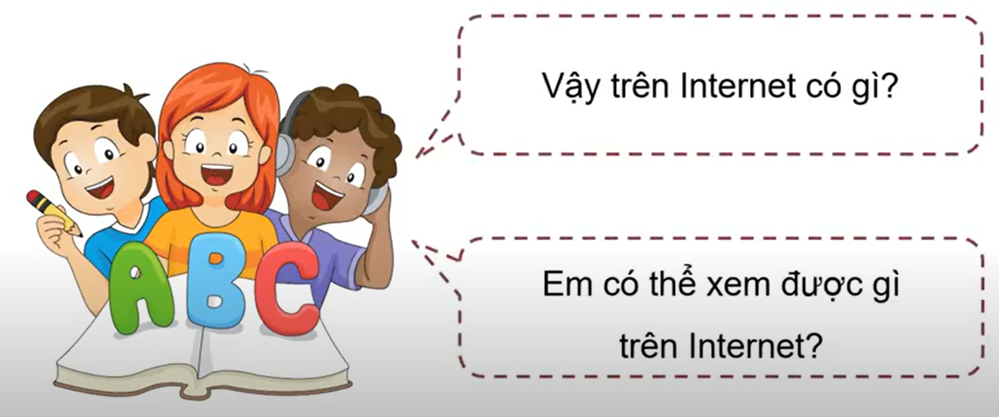 Vậy trên Internet có gì?
A B C
Em có thể xem được gì
trên Internet?